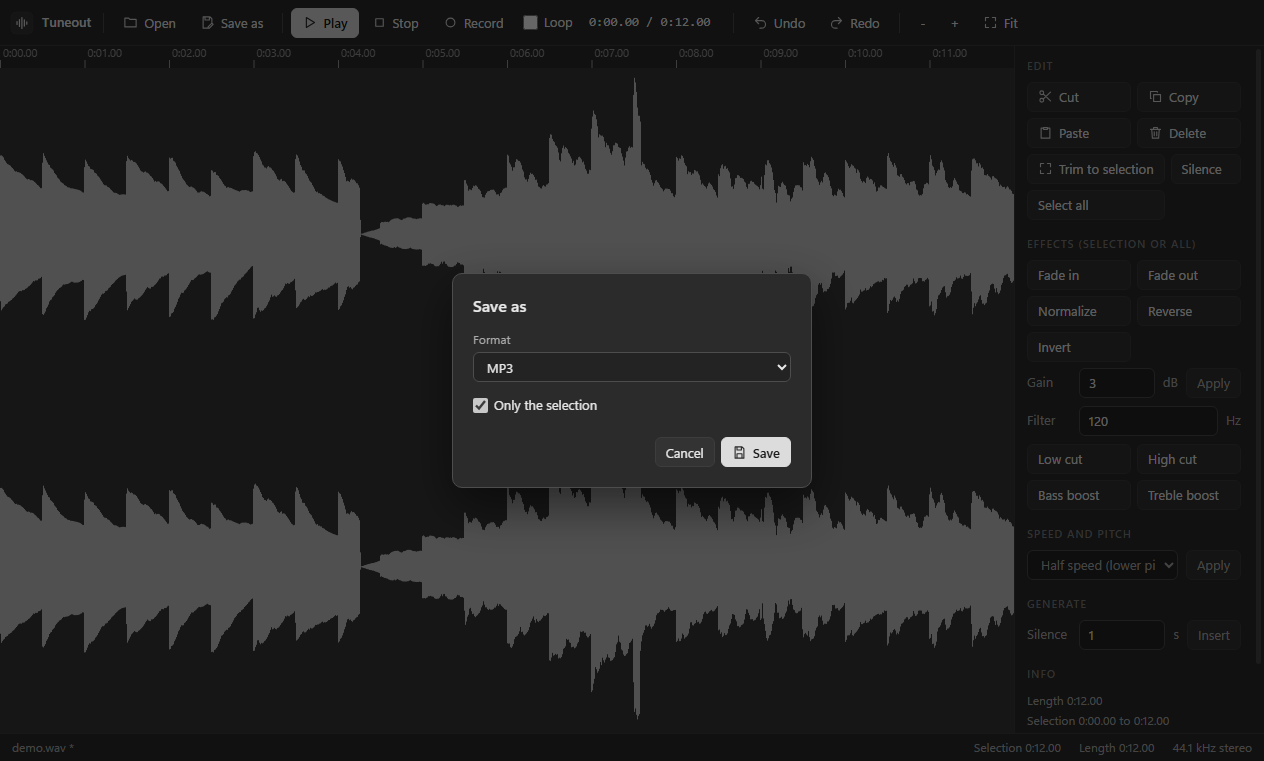 Tuneout Open Save as Play Stop Record Loop 0:00.00 / 0:12.00 Undo Redo - + Fit
0:00.00 0:01.00 0:02.00 0:03.00 0:04.00 0:05.00 0:06.00 0:07.00 0:08.00 0:09.00 0:10.00 0:11.00
EDIT
Cut Copy
Paste Delete
Trim to selection Silence
Select all
EFFECTS (SELECTION OR ALL)
Fade in Fade out
Normalize Reverse
Invert
Gain 3 dB Apply
Filter 120 Hz
Low cut High cut
Bass boost Treble boost
SPEED AND PITCH
Half speed (lower pi Apply
GENERATE
Silence 1 s Insert
INFO
Length 0:12.00
Selection 0:00.00 to 0:12.00
Save as
Format
MP3
Only the selection
Cancel Save
demo.wav * Selection 0:12.00 Length 0:12.00 44.1 kHz stereo